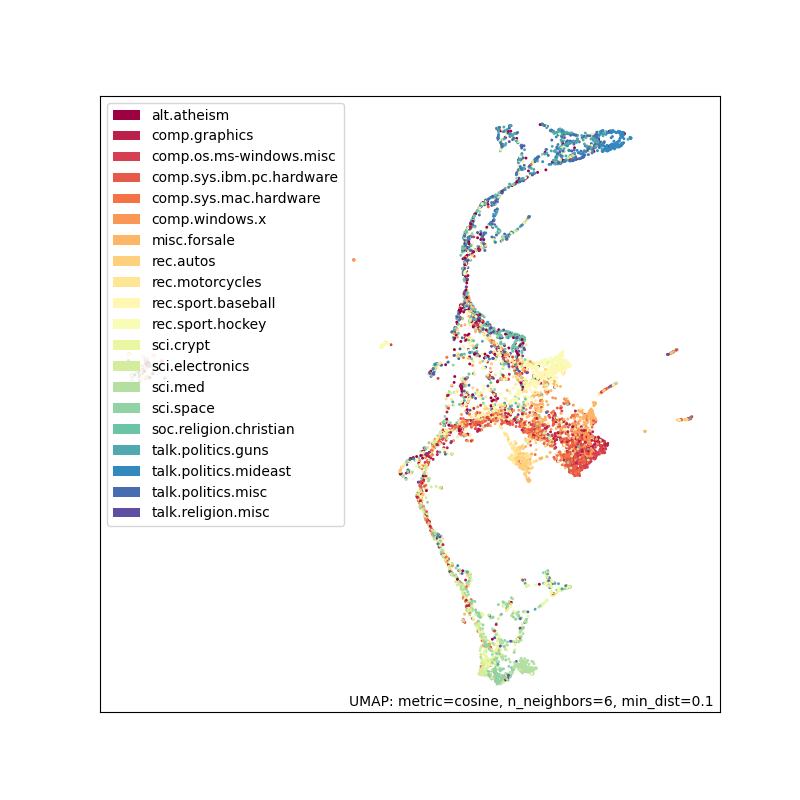 alt.atheism
comp.graphics
comp.os.ms-windows.misc
comp.sys.ibm.pc.hardware
comp.sys.mac.hardware
comp.windows.x
misc.forsale
rec.autos
rec.motorcycles
rec.sport.baseball
rec.sport.hockey
sci.crypt
sci.electronics
sci.med
sci.space
soc.religion.christian
talk.politics.guns
talk.politics.mideast
talk.politics.misc
talk.religion.misc
UMAP: metric=cosine, n_neighbors=6, min_dist=0.1